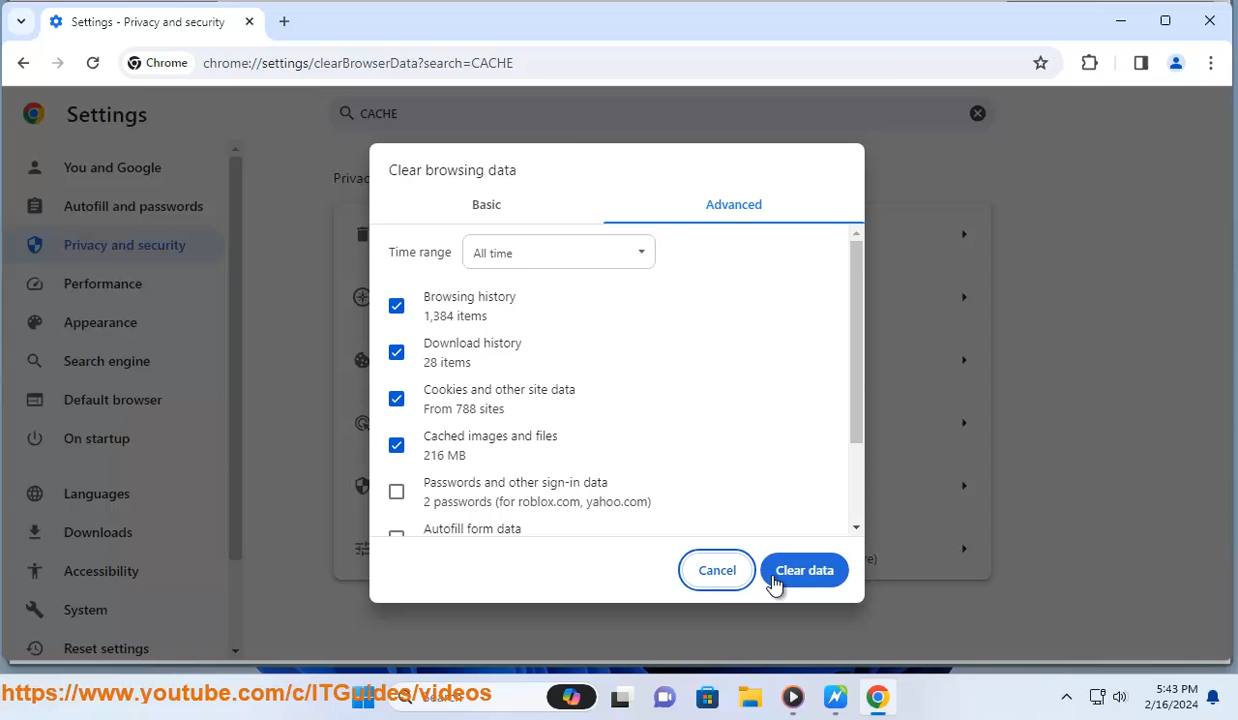 Settings - Privacy and security
Chrome
chrome://settings/clearBrowserData?search=CACHE
Settings
CACHE
You and Google
Autofill and passwords
Privacy and security
Performance
Appearance
Search engine
Default browser
On startup
Languages
Downloads
Accessibility
System
Reset settings
Privac
Clear browsing data
Basic
Advanced
Time range
All time
Browsing history
1,384 items
Download history
28 items
Cookies and other site data
From 788 sites
Cached images and files
216 MB
Passwords and other sign-in data
2 passwords (for roblox.com, yahoo.com)
Autofill form data
Cancel
Clear data
https://www.youtube.com/c/ITGuides/videos
5:43 PM
2/16/2024